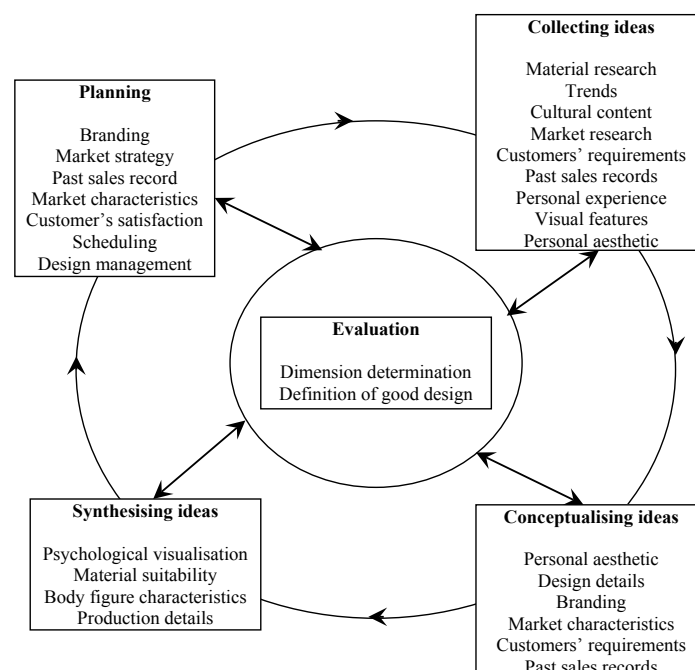 Collecting ideas
Material research
Trends
Cultural content
Market research
Customers’ requirements
Past sales records
Personal experience
Visual features
Personal aesthetic
Planning
Branding
Market strategy
Past sales record
Market characteristics
Customer’s satisfaction
Scheduling
Design management
Evaluation
Dimension determination
Definition of good design
Synthesising ideas
Psychological visualisation
Material suitability
Body figure characteristics
Production details
Conceptualising ideas
Personal aesthetic
Design details
Branding
Market characteristics
Customers’ requirements
Past sales records